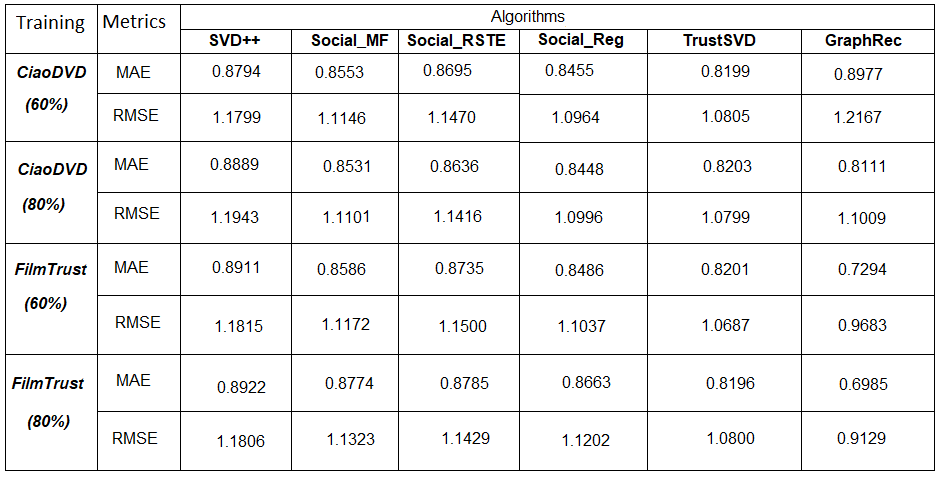 Training Metrics Algorithms
SVD++ Social_MF Social_RSTE Social_Reg TrustSVD GraphRec
CiaoDVD MAE 0.8794 0.8553 0.8695 0.8455 0.8199 0.8977
(60%)
RMSE 1.1799 1.1146 1.1470 1.0964 1.0805 1.2167
CiaoDVD MAE 0.8889 0.8531 0.8636 0.8448 0.8203 0.8111
(80%)
RMSE 1.1943 1.1101 1.1416 1.0996 1.0799 1.1009
FilmTrust MAE 0.8911 0.8586 0.8735 0.8486 0.8201 0.7294
(60%)
RMSE 1.1815 1.1172 1.1500 1.1037 1.0687 0.9683
FilmTrust MAE 0.8922 0.8774 0.8785 0.8663 0.8196 0.6985
(80%)
RMSE 1.1806 1.1323 1.1429 1.1202 1.0800 0.9129